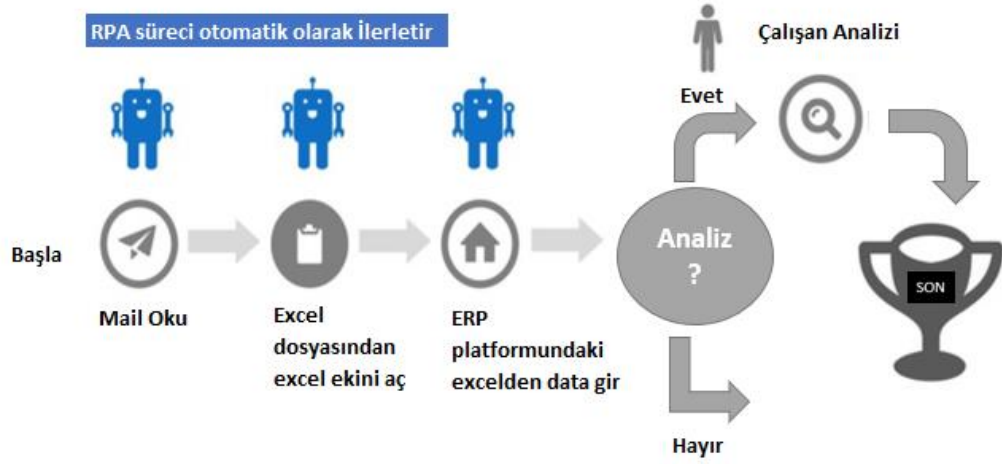 RPA süreci otomatik olarak İlerletir
Çalışan Analizi
Evet
Başla
Mail Oku
Excel
dosyasından
excel ekini aç
ERP
platformundaki
excelden data gir
Analiz
?
SON
Hayır